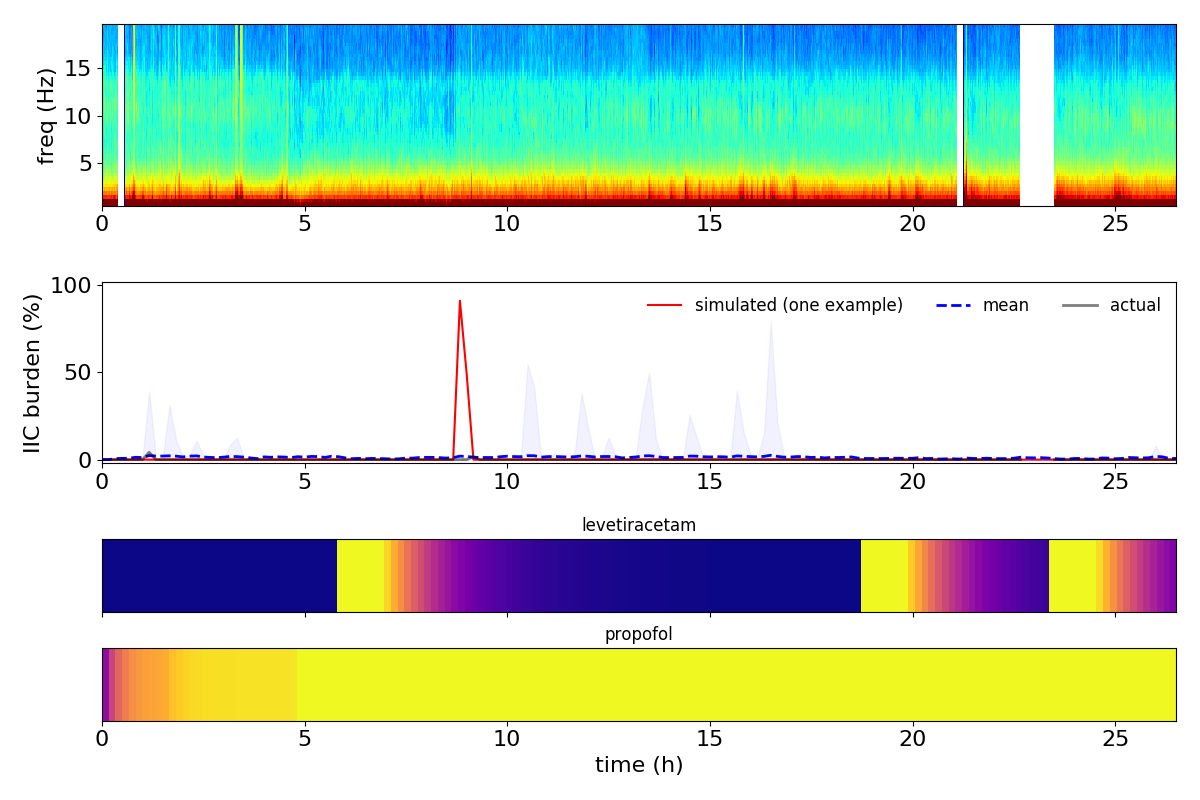 freq (Hz)
15
10
5
0 5 10 15 20 25
IIC burden (%)
100
50
0
simulated (one example) mean actual
0 5 10 15 20 25
levetiracetam
propofol
0 5 10 15 20 25
time (h)